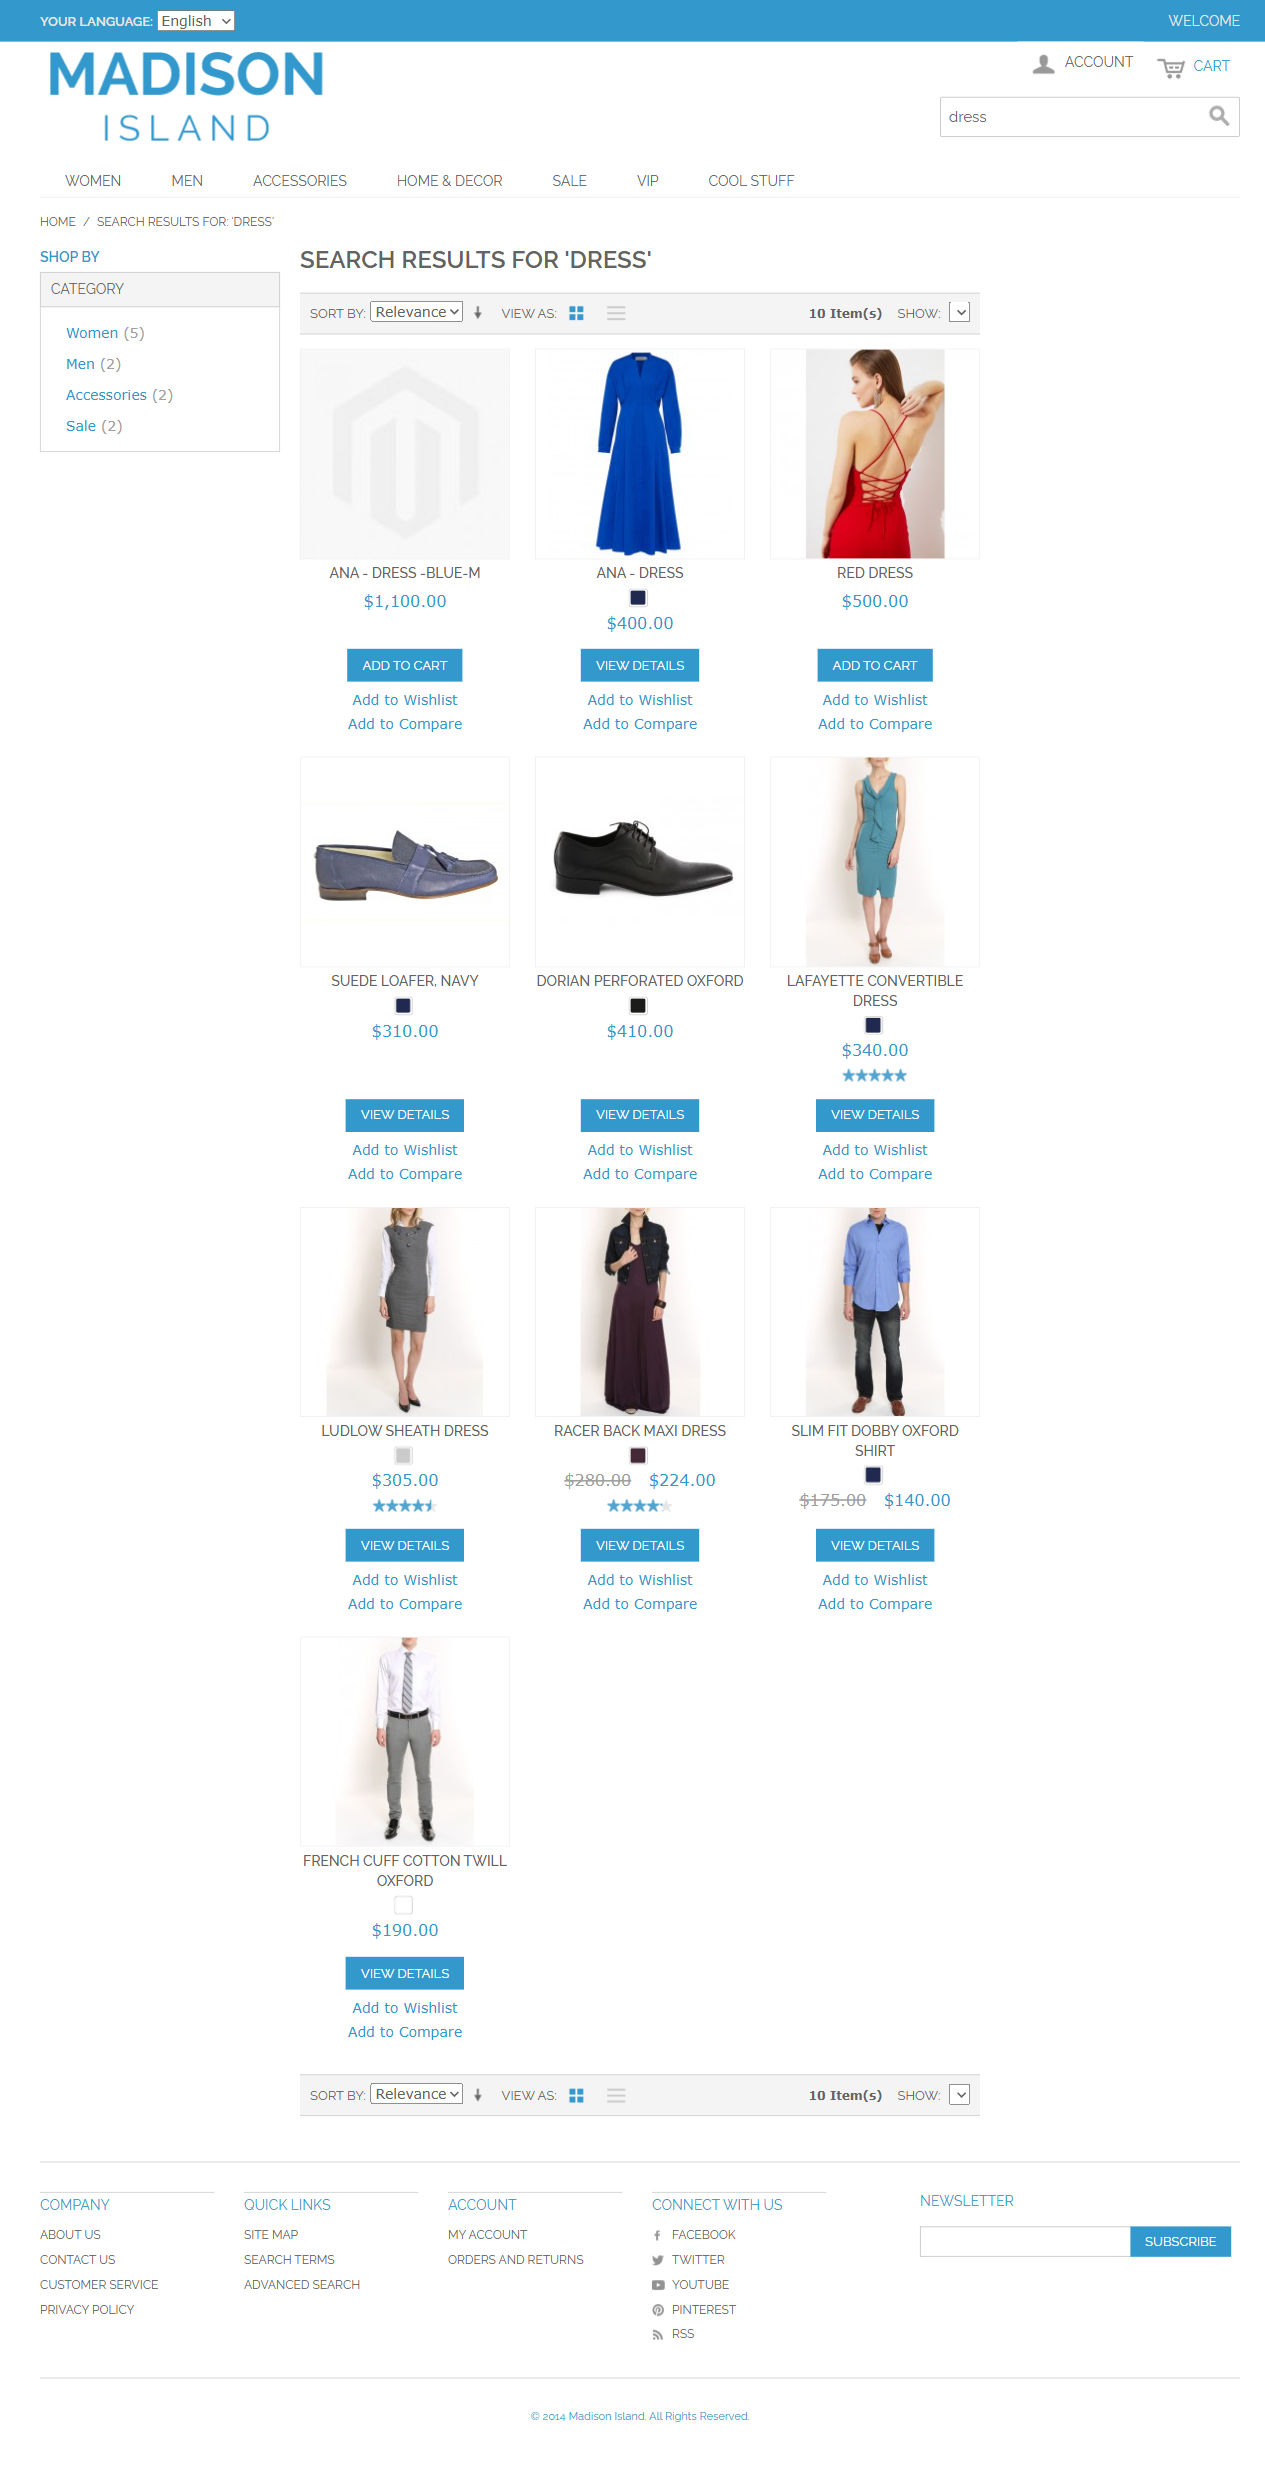 YOUR LANGUAGE: English
WELCOME
MADISON
ISLAND
ACCOUNT
CART
dress
WOMEN MEN ACCESSORIES HOME & DECOR SALE VIP COOL STUFF
HOME / SEARCH RESULTS FOR: 'DRESS'
SHOP BY
CATEGORY
Women (5)
Men (2)
Accessories (2)
Sale (2)
SEARCH RESULTS FOR 'DRESS'
SORT BY: Relevance VIEW AS: 10 Item(s) SHOW:
ANA - DRESS -BLUE-M
$1,100.00
ADD TO CART
Add to Wishlist
Add to Compare
ANA - DRESS
$400.00
VIEW DETAILS
Add to Wishlist
Add to Compare
RED DRESS
$500.00
ADD TO CART
Add to Wishlist
Add to Compare
SUEDE LOAFER, NAVY
$310.00
VIEW DETAILS
Add to Wishlist
Add to Compare
DORIAN PERFORATED OXFORD
$410.00
VIEW DETAILS
Add to Wishlist
Add to Compare
LAFAYETTE CONVERTIBLE
DRESS
$340.00
VIEW DETAILS
Add to Wishlist
Add to Compare
LUDLOW SHEATH DRESS
$305.00
VIEW DETAILS
Add to Wishlist
Add to Compare
RACER BACK MAXI DRESS
$280.00 $224.00
VIEW DETAILS
Add to Wishlist
Add to Compare
SLIM FIT DOBBY OXFORD
SHIRT
$175.00 $140.00
VIEW DETAILS
Add to Wishlist
Add to Compare
FRENCH CUFF COTTON TWILL
OXFORD
$190.00
VIEW DETAILS
Add to Wishlist
Add to Compare
SORT BY: Relevance VIEW AS: 10 Item(s) SHOW:
COMPANY
ABOUT US
CONTACT US
CUSTOMER SERVICE
PRIVACY POLICY
QUICK LINKS
SITE MAP
SEARCH TERMS
ADVANCED SEARCH
ACCOUNT
MY ACCOUNT
ORDERS AND RETURNS
CONNECT WITH US
FACEBOOK
TWITTER
YOUTUBE
PINTEREST
RSS
NEWSLETTER
SUBSCRIBE
© 2014 Madison Island. All Rights Reserved.